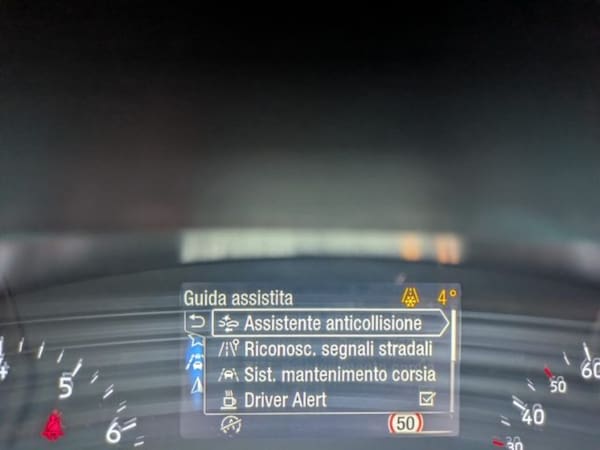 Guida assistita 4°
Assistente anticollisione
Riconosc. segnali stradali
Sist. mantenimento corsia
Driver Alert
50
5
6
60
50
40
30